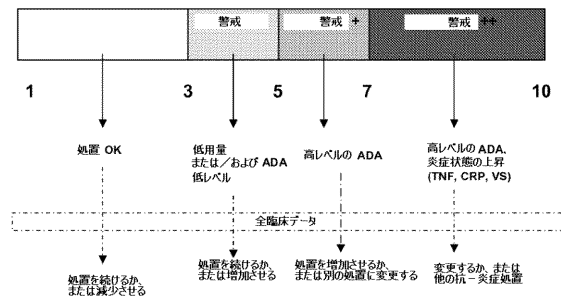 警戒 警戒 + 警戒 ++
1 3 5 7 10
処置 OK
低用量
または／および ADA
低レベル
高レベルの ADA
高レベルの ADA、
炎症状態の上昇
(TNF, CRP, VS)
全臨床データ
処置を続けるか、
または減少させる
処置を続けるか、
または増加させる
処置を増加させるか、
または別の処置に変更する
変更するか、または
他の抗－炎症処置